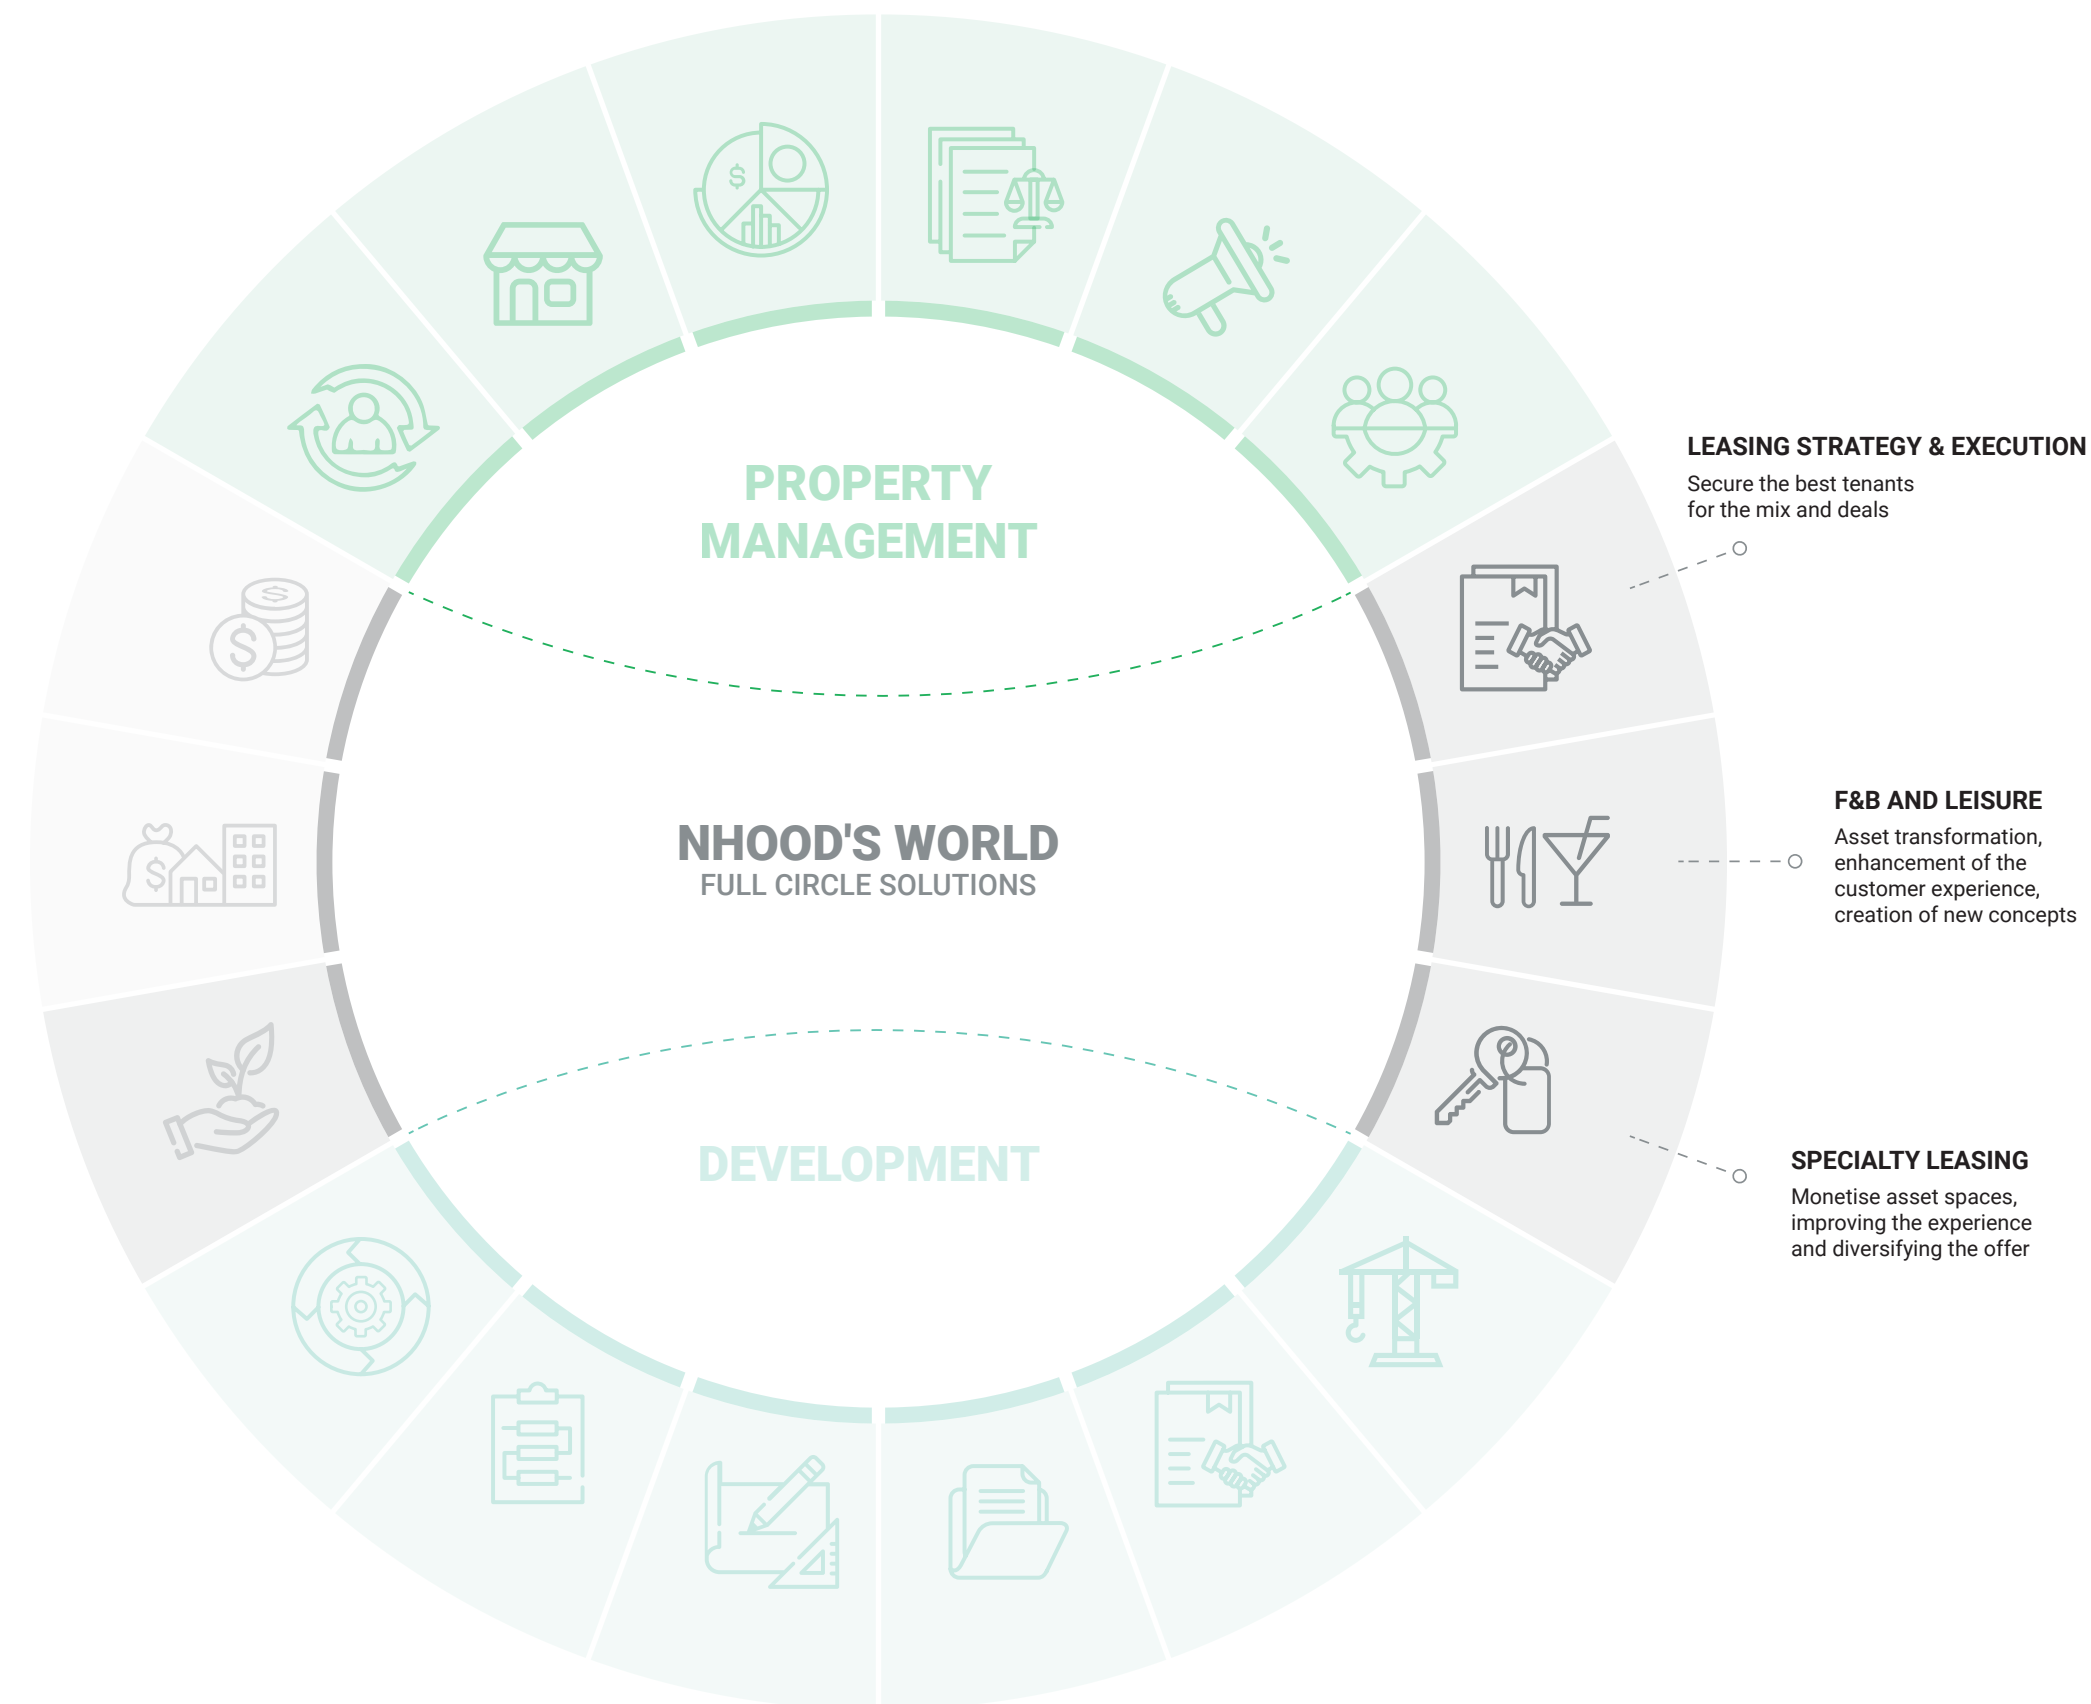 PROPERTY
MANAGEMENT
LEASING STRATEGY & EXECUTION
Secure the best tenants
for the mix and deals
NHOOD'S WORLD
FULL CIRCLE SOLUTIONS
F&B AND LEISURE
Asset transformation,
enhancement of the
customer experience,
creation of new concepts
DEVELOPMENT
SPECIALTY LEASING
Monetise asset spaces,
improving the experience
and diversifying the offer